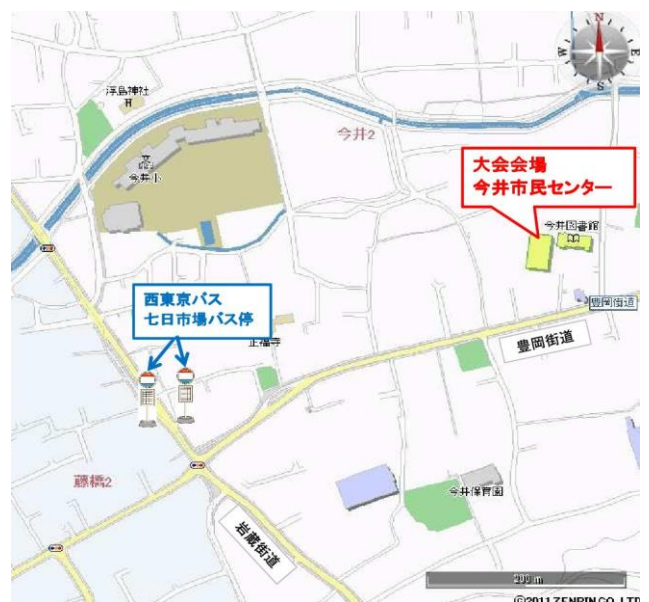 N
W
E
S
浮島神社
今井2
今井小
大会会場
今井市民センター
今井図書館
西東京バス
七日市場バス停
豊岡街道
正福寺
豊岡街道
藤橋2
今井保育園
岩蔵街道
200 m
©2011 ZENRIN CO.,LTD